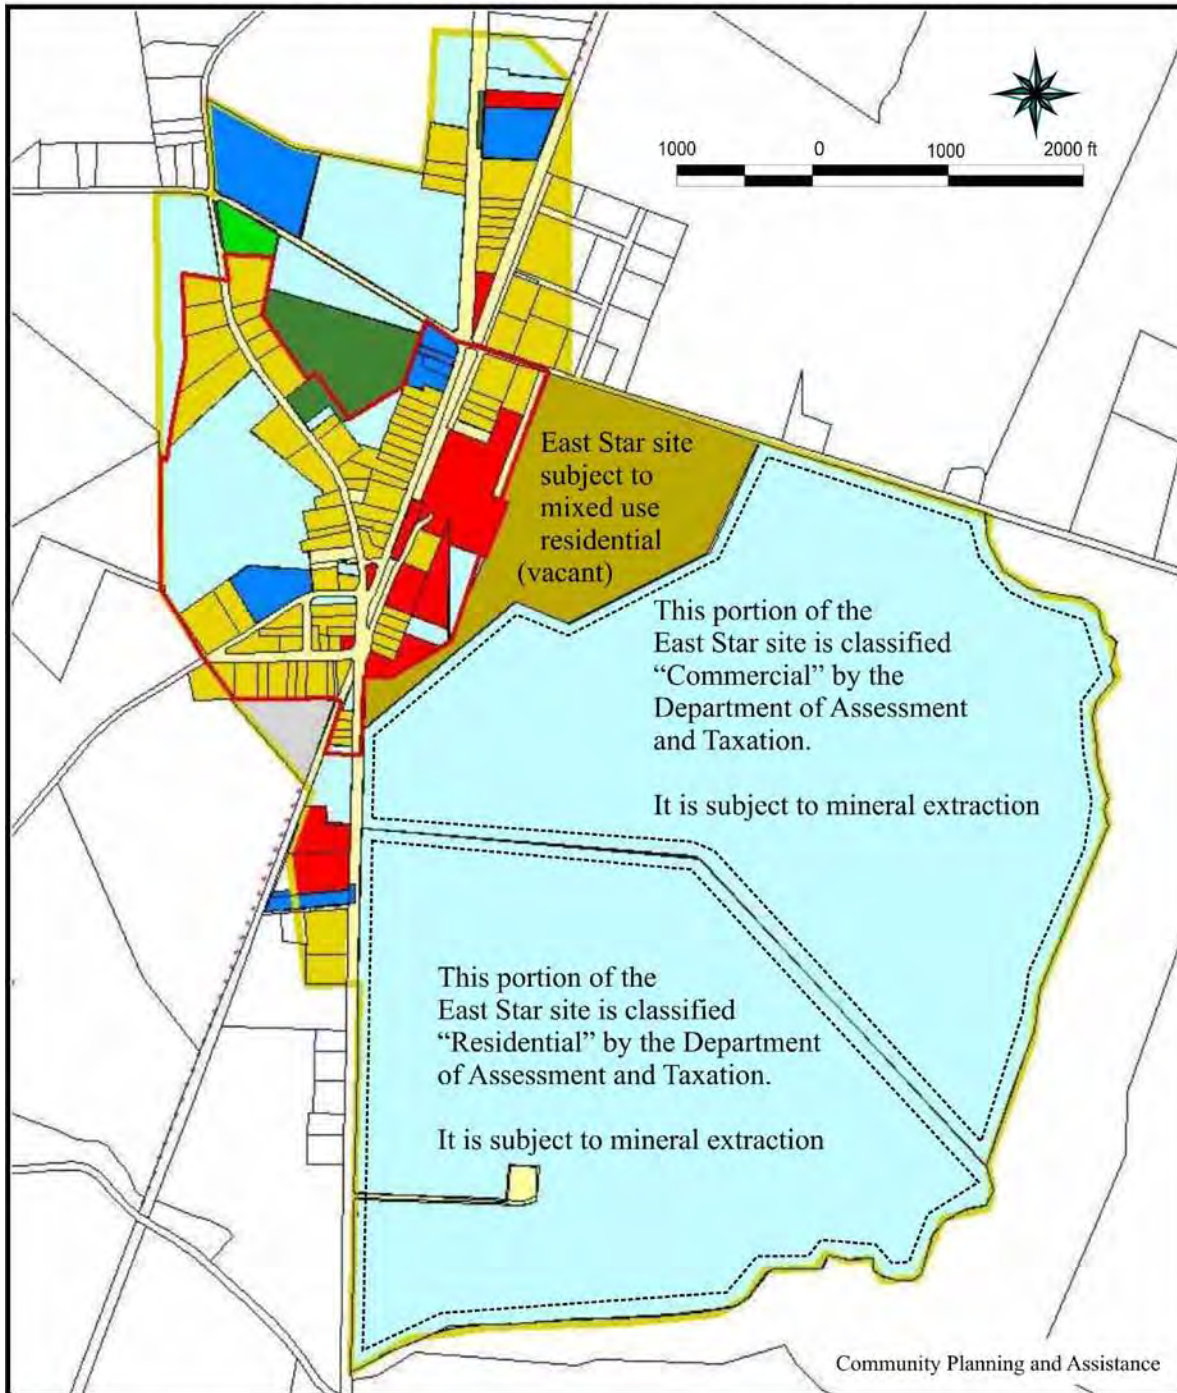 1000 0 1000 2000 ft
East Star site
subject to
mixed use
residential
(vacant)
This portion of the
East Star site is classified
“Commercial” by the
Department of Assessment
and Taxation.
It is subject to mineral extraction
This portion of the
East Star site is classified
“Residential” by the Department
of Assessment and Taxation.
It is subject to mineral extraction
Community Planning and Assistance